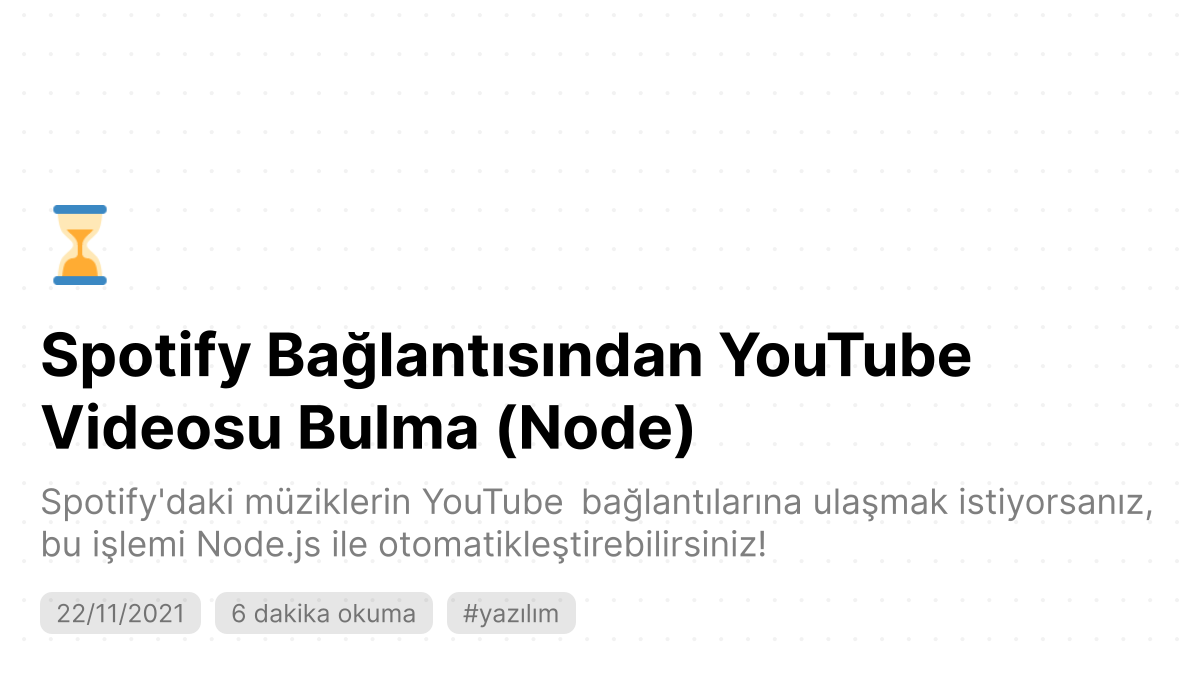 Spotify Bağlantısından YouTube
Videosu Bulma (Node)
Spotify'daki müziklerin YouTube bağlantılarına ulaşmak istiyorsanız,
bu işlemi Node.js ile otomatikleştirebilirsiniz!
22/11/2021 6 dakika okuma #yazılım